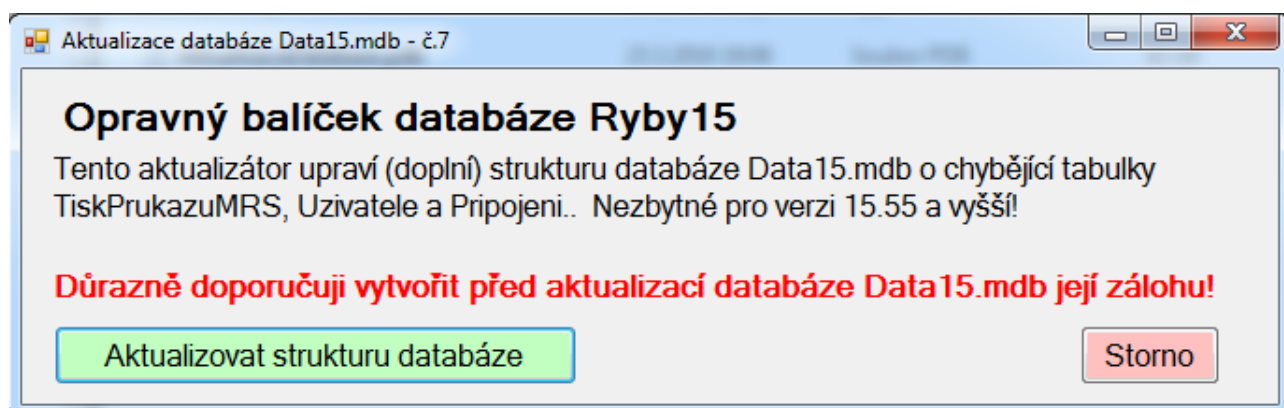 Aktualizace databáze Data15.mdb - č.7
Opravný balíček databáze Ryby15
Tento aktualizátor upraví (doplní) strukturu databáze Data15.mdb o chybějící tabulky
TiskPrukazuMRS, Uzivatele a Pripojeni.. Nezbytné pro verzi 15.55 a vyšší!
Důrazně doporučuji vytvořit před aktualizací databáze Data15.mdb její zálohu!
Aktualizovat strukturu databáze
Storno